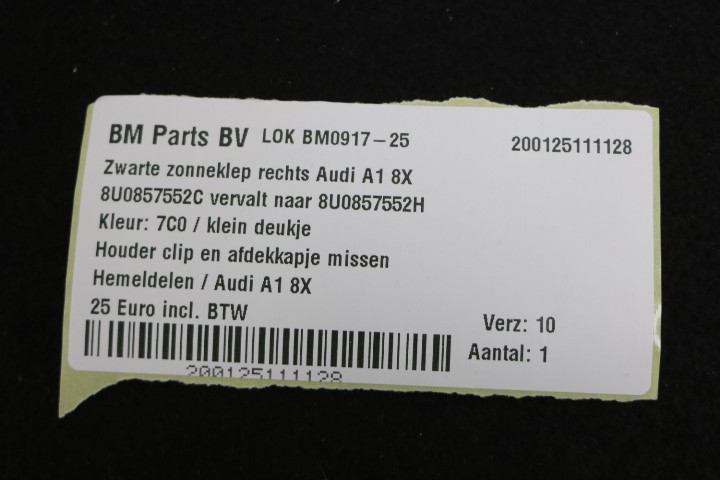 BM Parts BV LOK BM0917-25 200125111128
Zwarte zonneklep rechts Audi A1 8X
8U0857552C vervalt naar 8U0857552H
Kleur: 7C0 / klein deukje
Houder clip en afdekkapje missen
Hemeldelen / Audi A1 8X
25 Euro incl. BTW
Verz: 10
Aantal: 1
200125111128